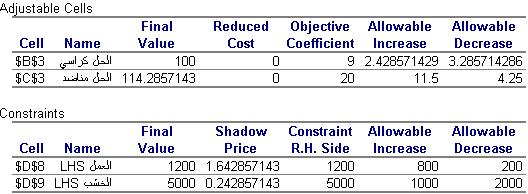 Adjustable Cells
Final Reduced Objective Allowable Allowable
Cell Name Value Cost Coefficient Increase Decrease
$B$3 الحل كراسي 100 0 9 2.428571429 3.285714286
$C$3 الحل مناضد 114.2857143 0 20 11.5 4.25
Constraints
Final Shadow Constraint Allowable Allowable
Cell Name Value Price R.H. Side Increase Decrease
$D$8 العمل LHS 1200 1.642857143 1200 800 200
$D$9 الخشب LHS 5000 0.242857143 5000 1000 2000